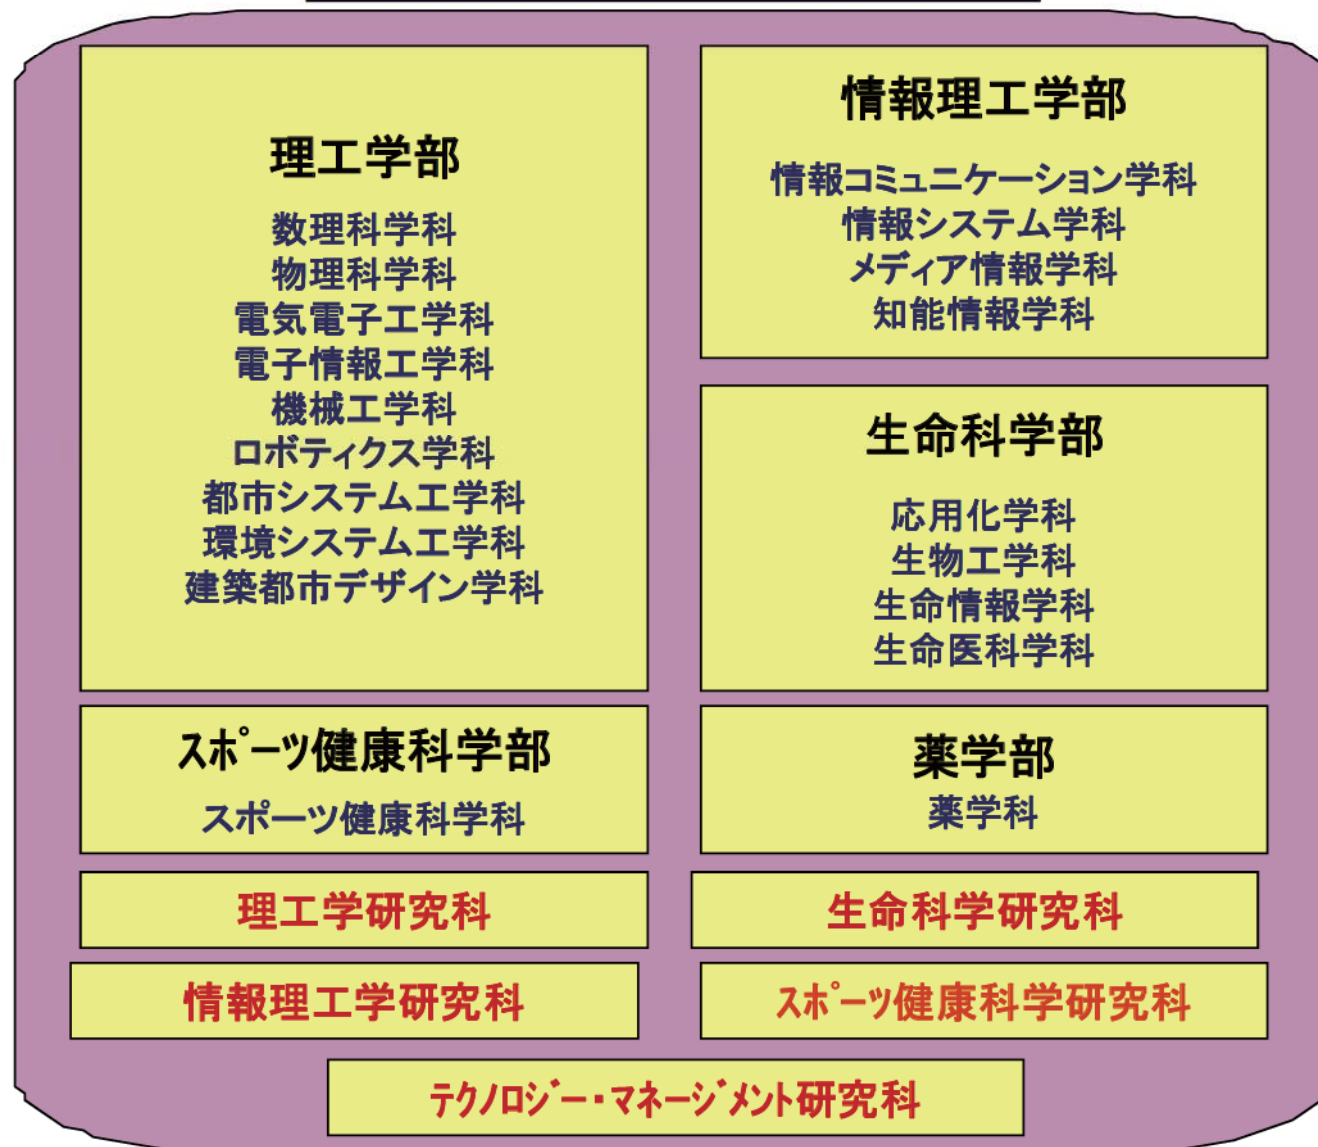 理工学部
数理科学科
物理科学科
電気電子工学科
電子情報工学科
機械工学科
ロボティクス学科
都市システム工学科
環境システム工学科
建築都市デザイン学科
情報理工学部
情報コミュニケーション学科
情報システム学科
メディア情報学科
知能情報学科
生命科学部
応用化学科
生物工学科
生命情報学科
生命医科学科
スポーツ健康科学部
スポーツ健康科学科
薬学部
薬学科
理工学研究科
生命科学研究科
情報理工学研究科
スポーツ健康科学研究科
テクノロジー・マネージメント研究科